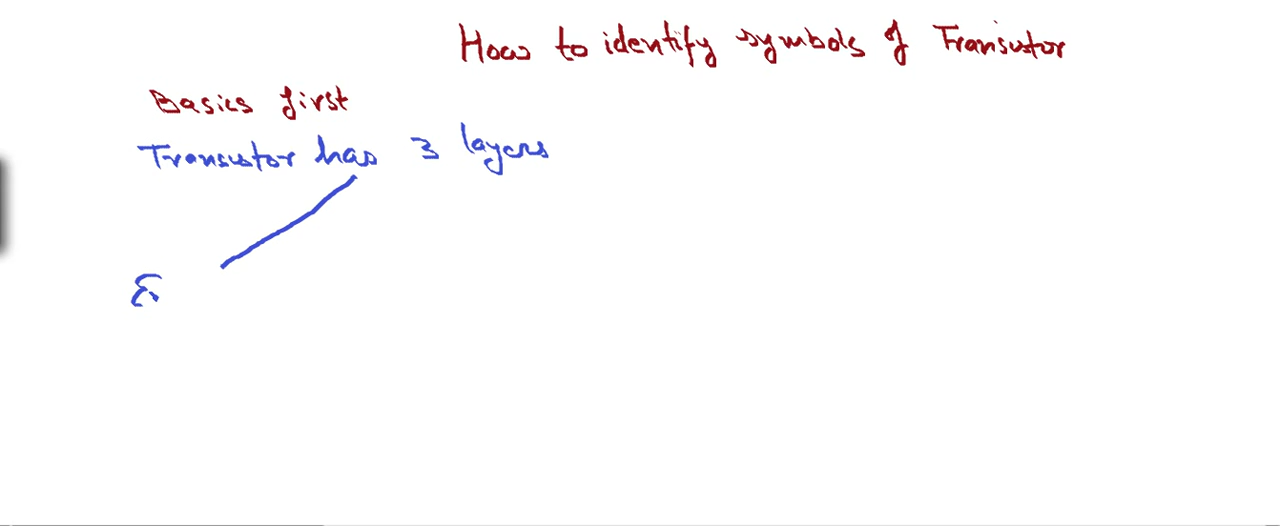 How to identify symbols of Transistor
Basics first
Transistor has 3 layers